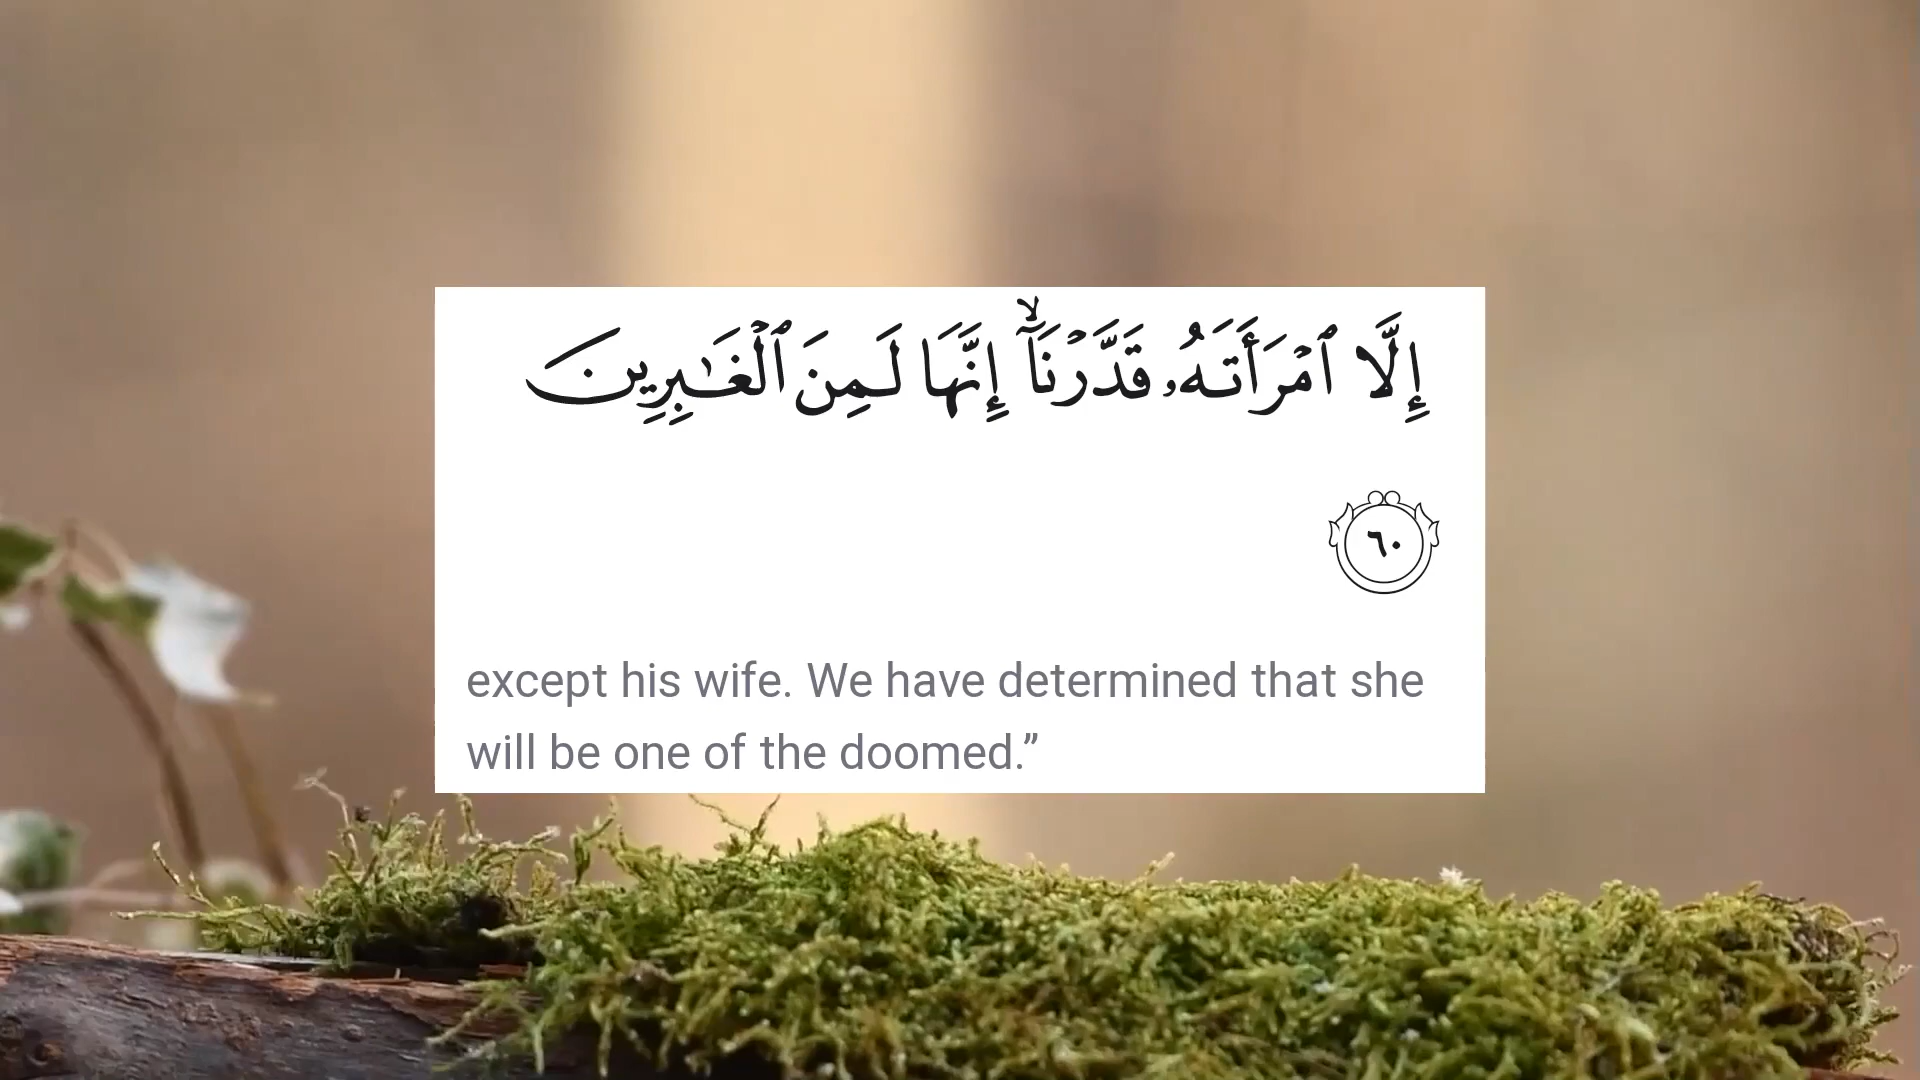 إِلَّا ٱمْرَأَتَهُۥ قَدَّرْنَآ ۙ إِنَّهَا لَمِنَ ٱلْغَـٰبِرِينَ
٦٠
except his wife. We have determined that she
will be one of the doomed.”